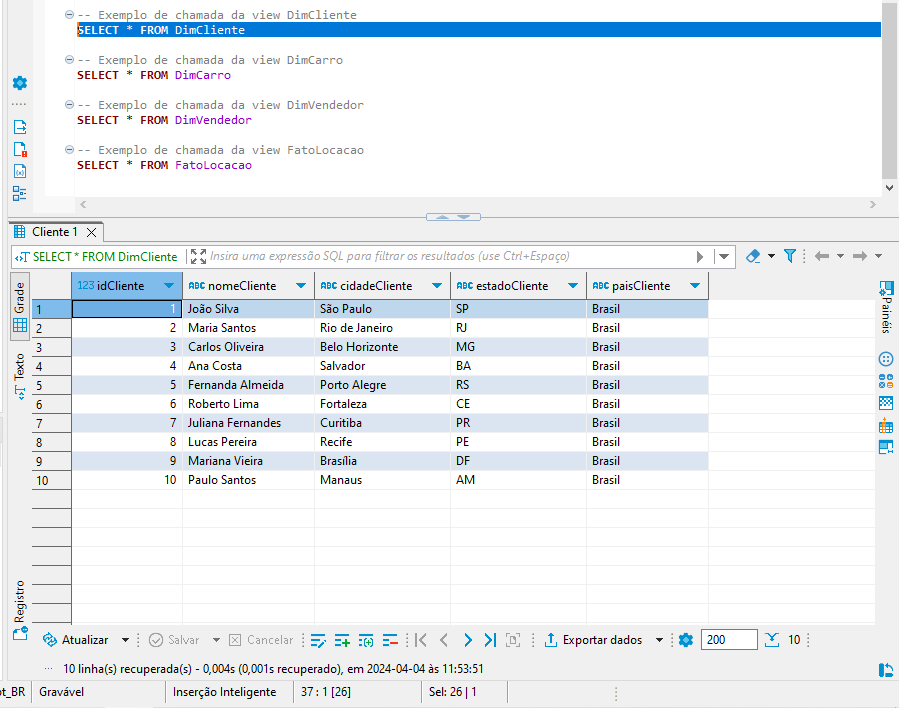 -- Exemplo de chamada da view DimCliente
SELECT * FROM DimCliente
-- Exemplo de chamada da view DimCarro
SELECT * FROM DimCarro
-- Exemplo de chamada da view DimVendedor
SELECT * FROM DimVendedor
-- Exemplo de chamada da view FatoLocacao
SELECT * FROM FatoLocacao
Cliente 1
SELECT * FROM DimCliente Insira uma expressão SQL para filtrar os resultados (use Ctrl+Espaço)
Grade
Texto
Registro
Painéis
123 idCliente ABC nomeCliente ABC cidadeCliente ABC estadoCliente ABC paisCliente
1 1 João Silva São Paulo SP Brasil
2 2 Maria Santos Rio de Janeiro RJ Brasil
3 3 Carlos Oliveira Belo Horizonte MG Brasil
4 4 Ana Costa Salvador BA Brasil
5 5 Fernanda Almeida Porto Alegre RS Brasil
6 6 Roberto Lima Fortaleza CE Brasil
7 7 Juliana Fernandes Curitiba PR Brasil
8 8 Lucas Pereira Recife PE Brasil
9 9 Mariana Vieira Brasília DF Brasil
10 10 Paulo Santos Manaus AM Brasil
Atualizar Salvar Cancelar Exportar dados 200 10
10 linha(s) recuperada(s) - 0,004s (0,001s recuperado), em 2024-04-04 às 11:53:51
t_BR Gravável Inserção Inteligente 37 : 1 [26] Sel: 26 | 1